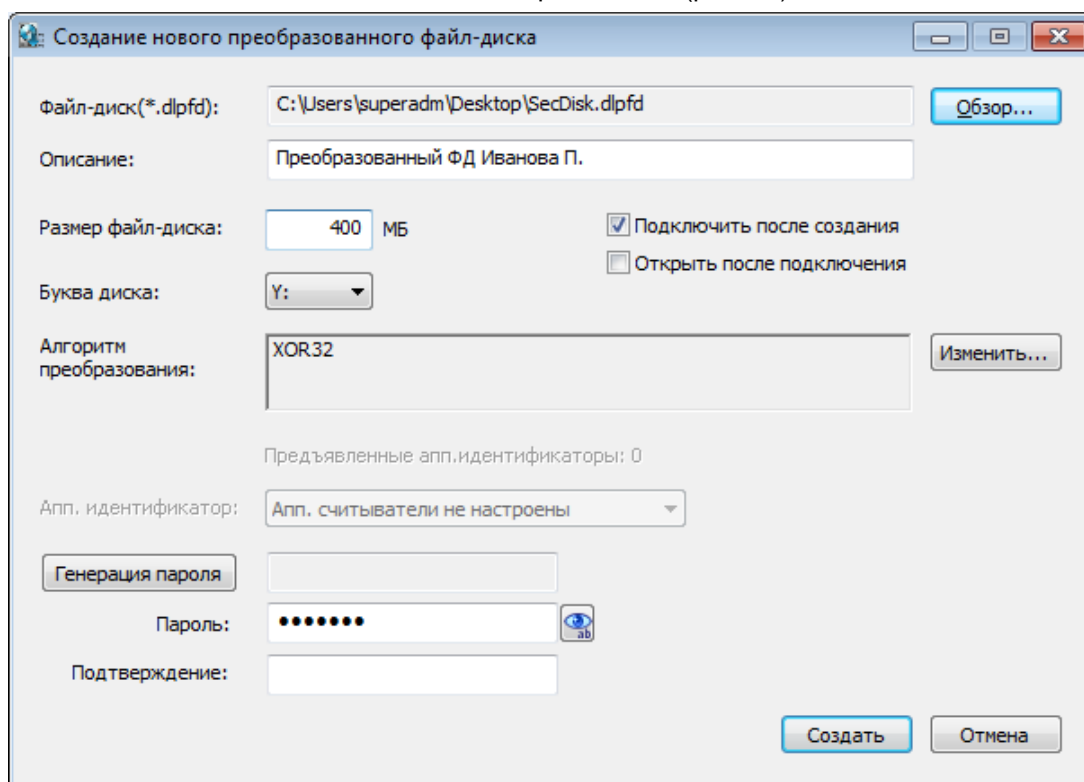 Создание нового преобразованного файл-диска
Файл-диск(*.dlpfd): C:\Users\superadm\Desktop\SecDisk.dlpfd Обзор...
Описание: Преобразованный ФД Иванова П.
Размер файл-диска: 400 МБ Подключить после создания
Открыть после подключения
Буква диска: Y:
Алгоритм преобразования: XOR32 Изменить...
Предъявленные апп.идентификаторы: 0
Апп. идентификатор: Апп. считыватели не настроены
Генерация пароля
Пароль: •••••••
ab
Подтверждение:
Создать Отмена